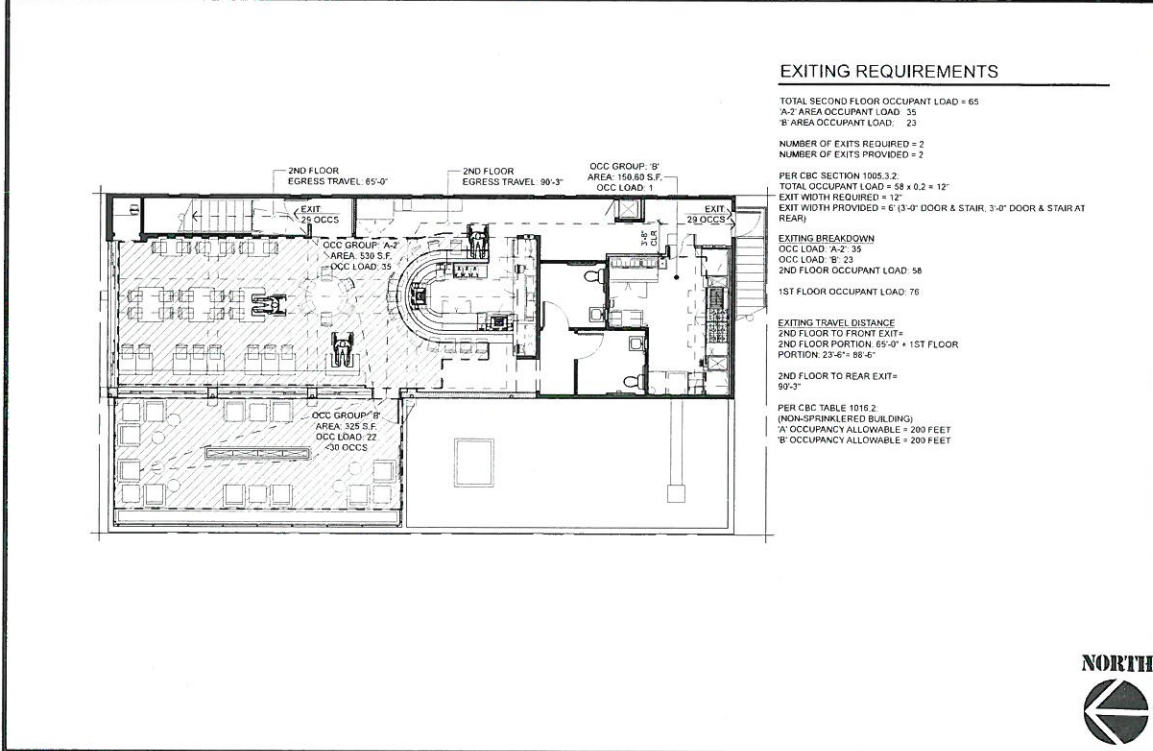 EXITING REQUIREMENTS
TOTAL SECOND FLOOR OCCUPANT LOAD = 65
'A-2' AREA OCCUPANT LOAD: 35
'B' AREA OCCUPANT LOAD: 23
NUMBER OF EXITS REQUIRED = 2
NUMBER OF EXITS PROVIDED = 2
PER CBC SECTION 1005.3.2:
TOTAL OCCUPANT LOAD = 58 x 0.2 = 12"
EXIT WIDTH REQUIRED = 12"
EXIT WIDTH PROVIDED = 6' (3'-0" DOOR & STAIR, 3'-0" DOOR & STAIR AT
REAR)
EXITING BREAKDOWN
OCC LOAD: 'A-2': 35
OCC LOAD: 'B': 23
2ND FLOOR OCCUPANT LOAD: 58
1ST FLOOR OCCUPANT LOAD: 76
EXITING TRAVEL DISTANCE
2ND FLOOR TO FRONT EXIT=
2ND FLOOR PORTION: 65'-0" + 1ST FLOOR
PORTION: 23'-6"= 88'-6"
2ND FLOOR TO REAR EXIT=
90'-3"
PER CBC TABLE 1016.2:
(NON-SPRINKLERED BUILDING)
'A' OCCUPANCY ALLOWABLE = 200 FEET
'B' OCCUPANCY ALLOWABLE = 200 FEET
2ND FLOOR
EGRESS TRAVEL: 65'-0"
2ND FLOOR
EGRESS TRAVEL: 90'-3"
OCC GROUP: 'B'
AREA: 150.60 S.F.
OCC LOAD: 1
EXIT
29 OCCS
EXIT
29 OCCS
3'-8"
CLR
OCC GROUP: 'A-2'
AREA: 530 S.F.
OCC LOAD: 35
OCC GROUP: 'B'
AREA: 325 S.F.
OCC LOAD: 22
<30 OCCS
NORTH